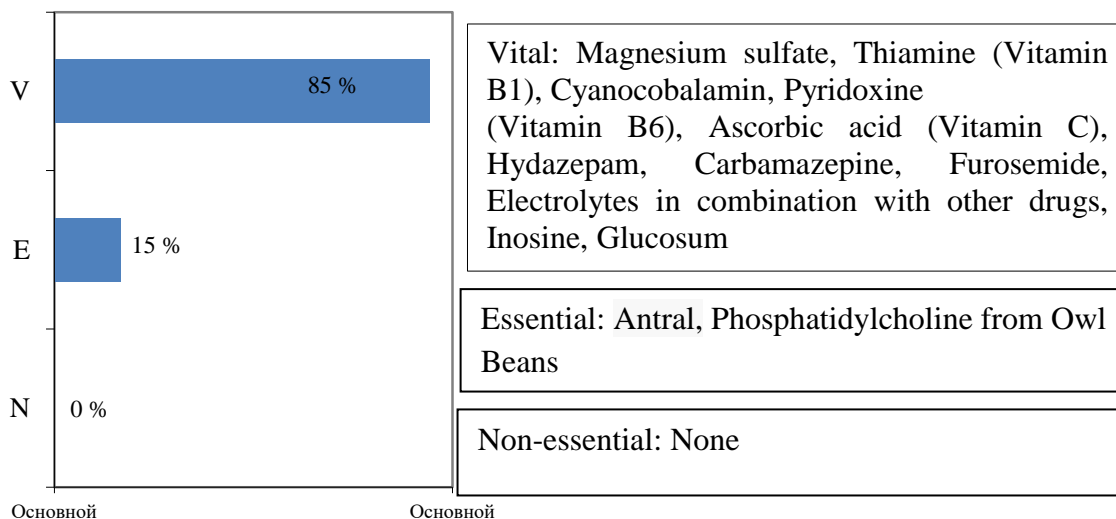 V
85 %
E
15 %
N
0 %
Основной
Основной
Vital: Magnesium sulfate, Thiamine (Vitamin
B1), Cyanocobalamin, Pyridoxine
(Vitamin B6), Ascorbic acid (Vitamin C),
Hydazepam, Carbamazepine, Furosemide,
Electrolytes in combination with other drugs,
Inosine, Glucosum
Essential: Antral, Phosphatidylcholine from Owl
Beans
Non-essential: None